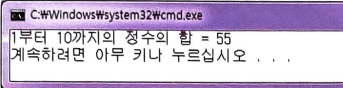 C:₩Windows₩system32₩cmd.exe
1부터 10까지의 정수의 합 = 55
계속하려면 아무 키나 누르십시오 . . .